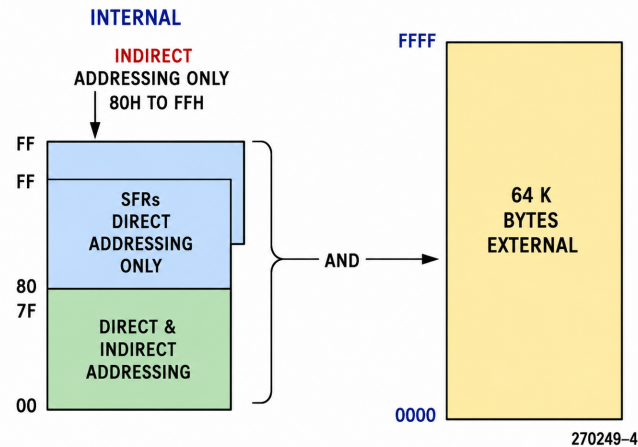 INTERNAL
INDIRECT
ADDRESSING ONLY
80H TO FFH
FF
FF
SFRs
DIRECT
ADDRESSING
ONLY
80
7F
DIRECT &
INDIRECT
ADDRESSING
00
AND
FFFF
64 K
BYTES
EXTERNAL
0000
270249–4